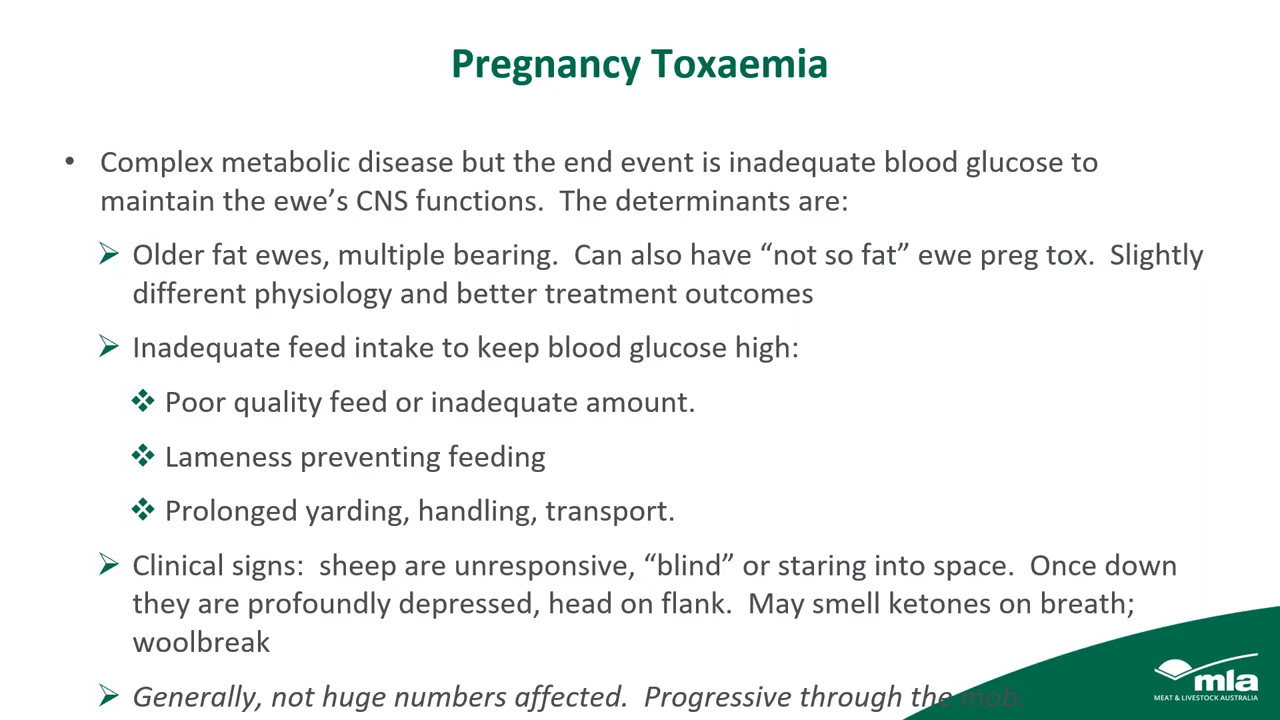 Pregnancy Toxaemia
• Complex metabolic disease but the end event is inadequate blood glucose to
maintain the ewe’s CNS functions.  The determinants are:
➢ Older fat ewes, multiple bearing.  Can also have “not so fat” ewe preg tox.  Slightly
different physiology and better treatment outcomes
➢ Inadequate feed intake to keep blood glucose high:
❖ Poor quality feed or inadequate amount.
❖ Lameness preventing feeding
❖ Prolonged yarding, handling, transport.
➢ Clinical signs:  sheep are unresponsive, “blind” or staring into space.  Once down
they are profoundly depressed, head on flank.  May smell ketones on breath;
woolbreak
➢ Generally, not huge numbers affected.  Progressive through the mob.
mla
MEAT & LIVESTOCK AUSTRALIA